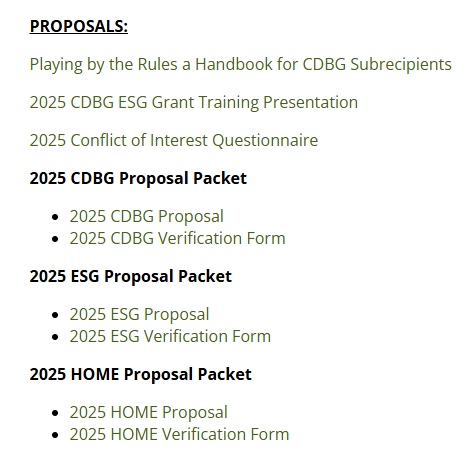 PROPOSALS:
Playing by the Rules a Handbook for CDBG Subrecipients
2025 CDBG ESG Grant Training Presentation
2025 Conflict of Interest Questionnaire
2025 CDBG Proposal Packet
• 2025 CDBG Proposal
• 2025 CDBG Verification Form
2025 ESG Proposal Packet
• 2025 ESG Proposal
• 2025 ESG Verification Form
2025 HOME Proposal Packet
• 2025 HOME Proposal
• 2025 HOME Verification Form